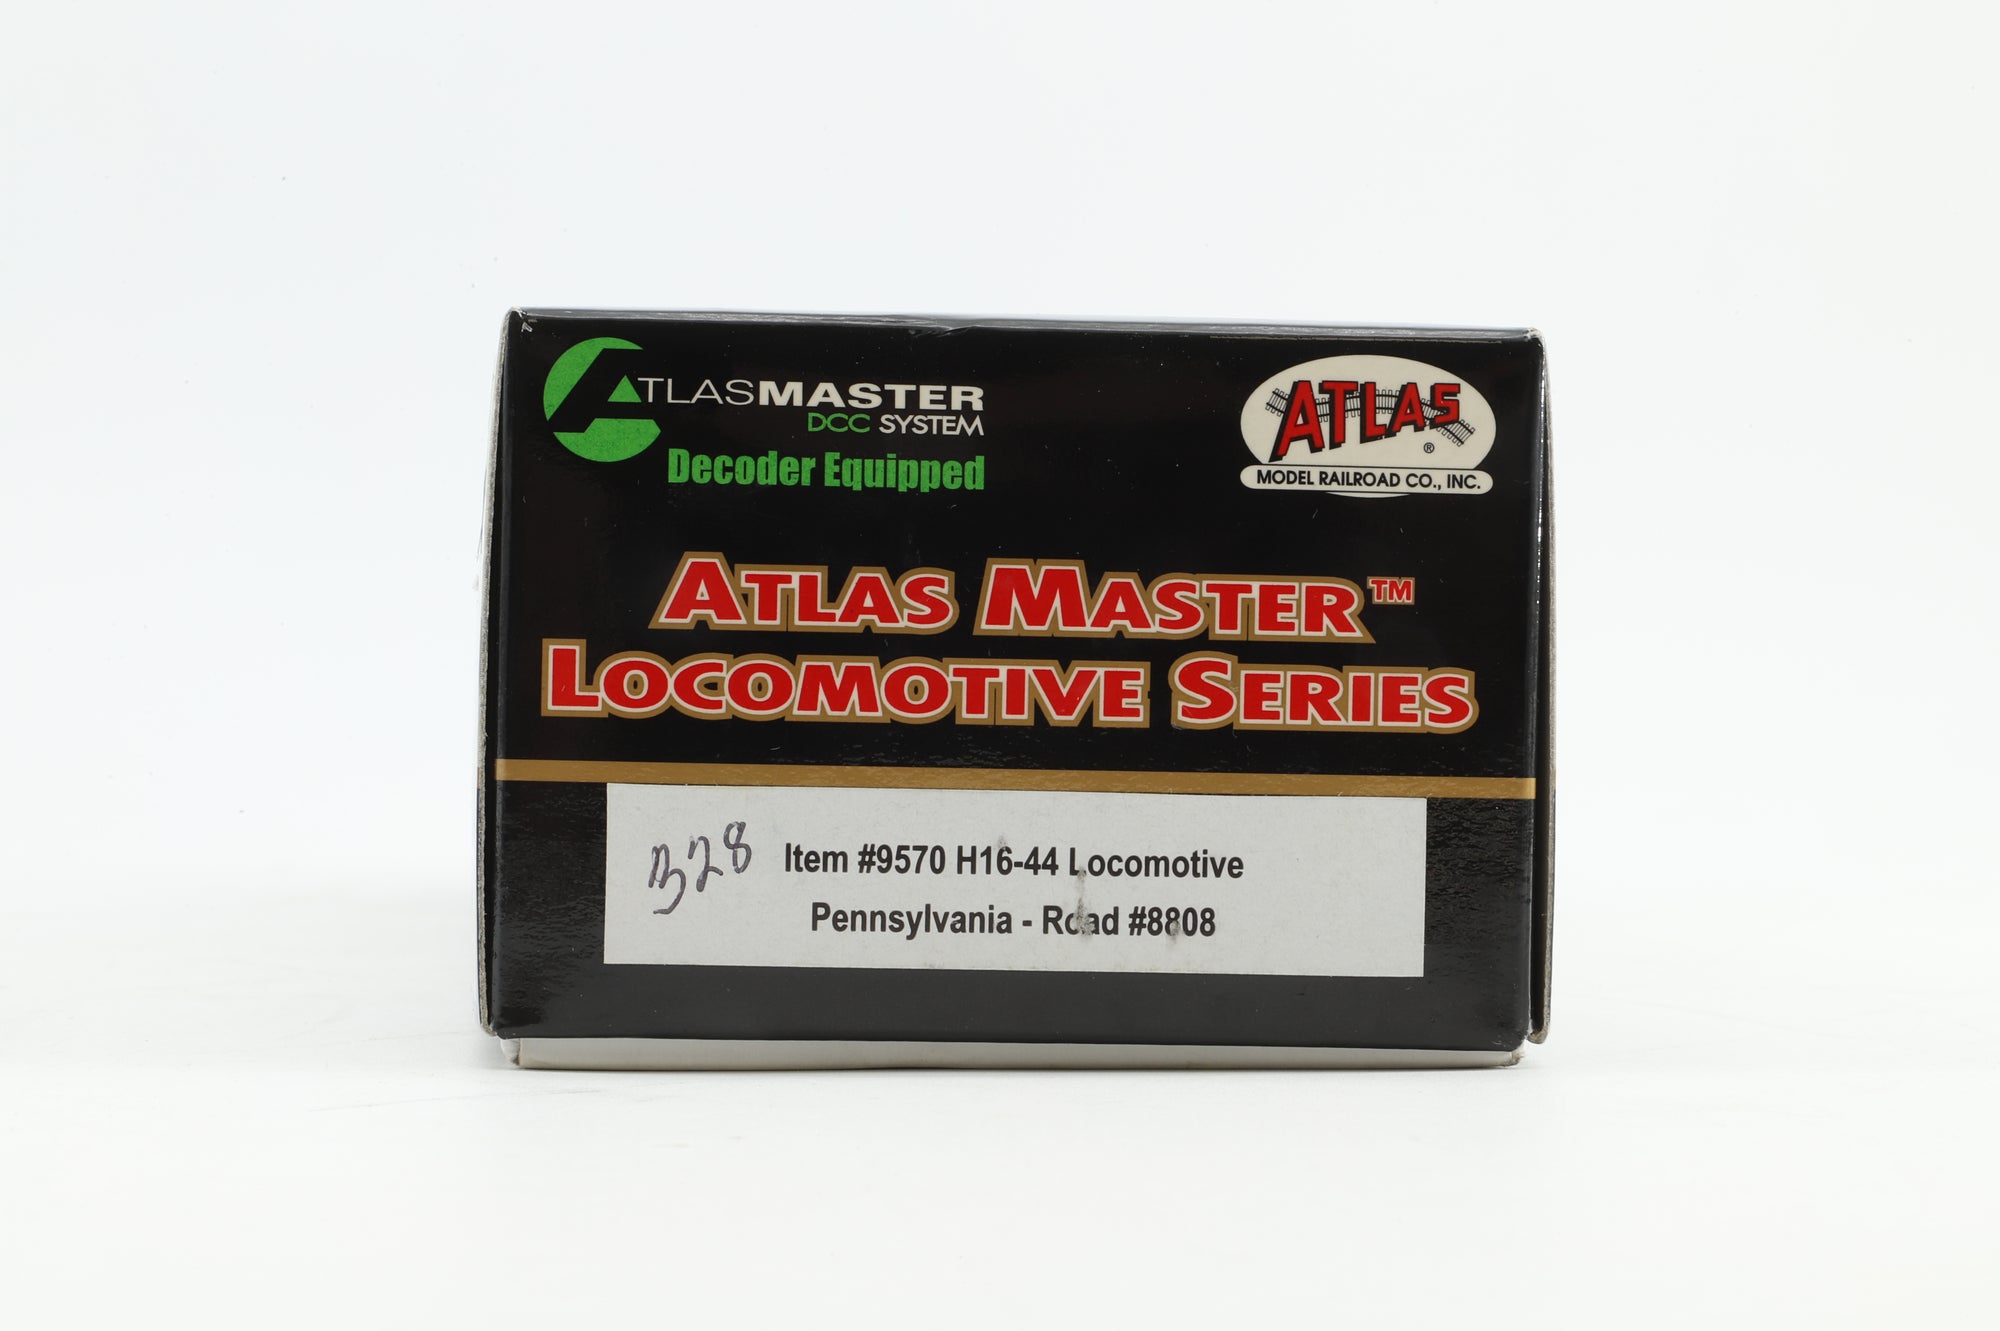 ATLASMASTER
DCC SYSTEM
Decoder Equipped
ATLAS ®
MODEL RAILROAD CO., INC.
ATLAS MASTER™
LOCOMOTIVE SERIES
328
Item #9570 H16-44 Locomotive
Pennsylvania - Road #8808